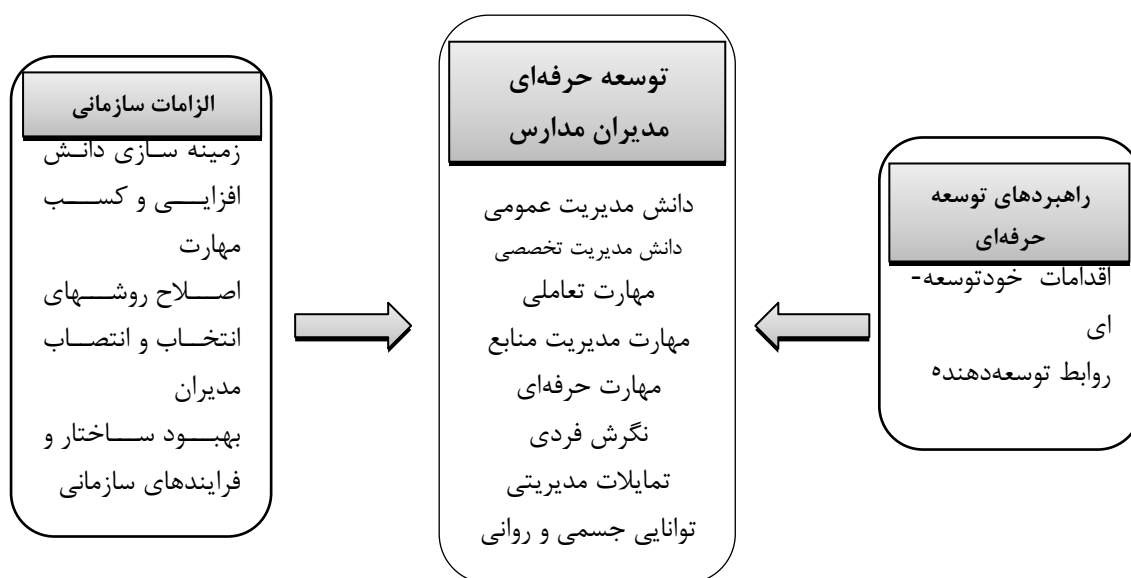 راهبردهای توسعه
حرفه‌ای
اقدامات خودتوسعه-
ای
روابط توسعه‌دهنده
توسعه حرفه‌ای
مدیران مدارس
دانش مدیریت عمومی
دانش مدیریت تخصصی
مهارت تعاملی
مهارت مدیریت منابع
مهارت حرفه‌ای
نگرش فردی
تمایلات مدیریتی
توانایی جسمی و روانی
الزامات سازمانی
زمینه سازی دانش
افزایی و کسب
مهارت
اصلاح روشهای
انتخاب و انتصاب
مدیران
بهبود ساختار و
فرایندهای سازمانی